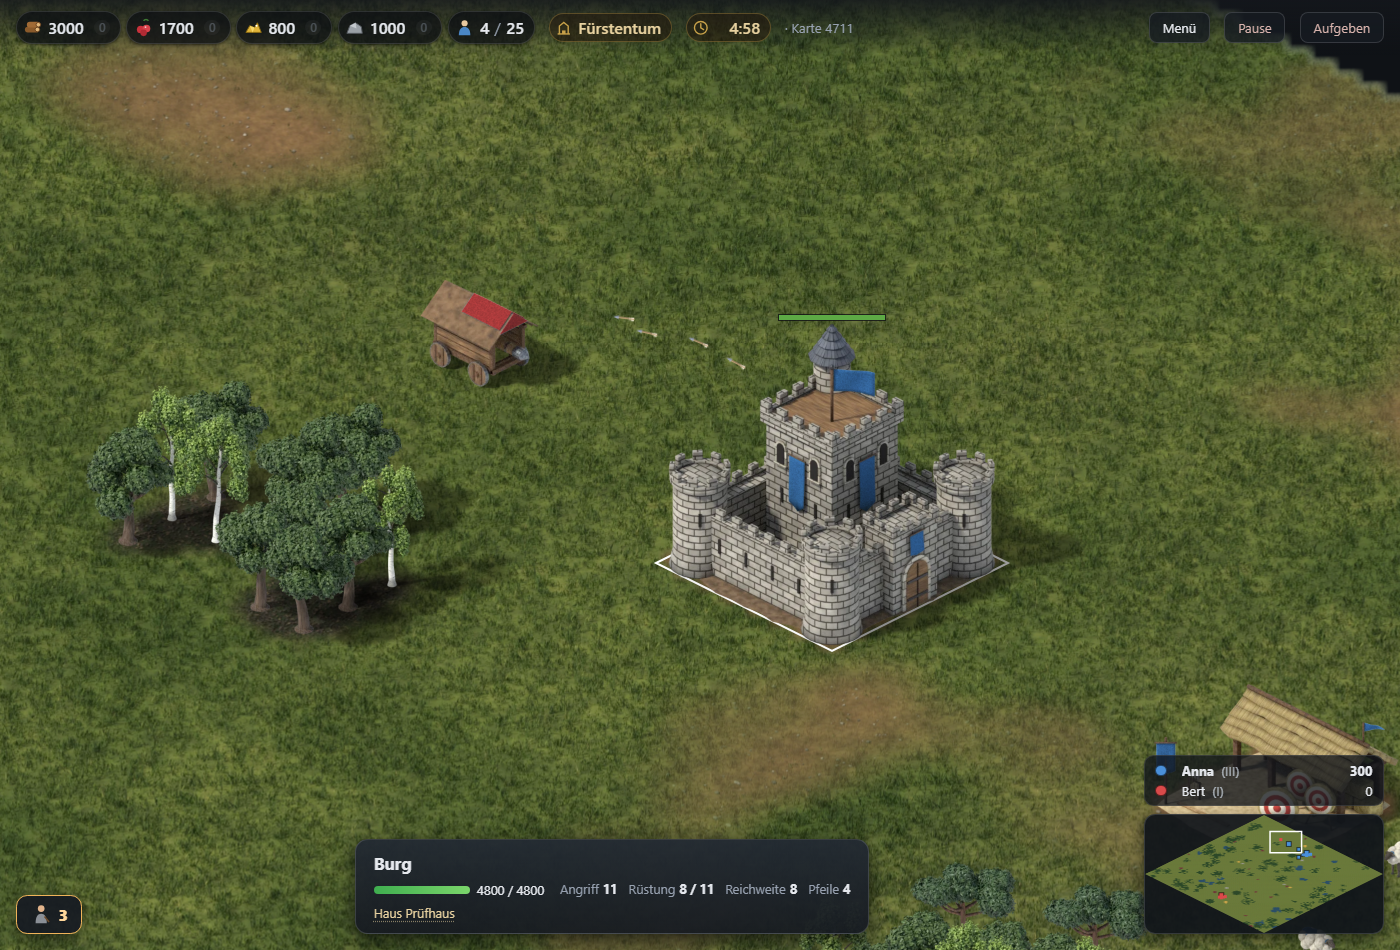 3000 0 1700 0 800 0 1000 0 4 / 25 Fürstentum 4:58 · Karte 4711 Menü Pause Aufgeben
Anna (III) 300
Bert (I) 0
Burg
4800 / 4800 Angriff 11 Rüstung 8 / 11 Reichweite 8 Pfeile 4
Haus Prüfhaus
3